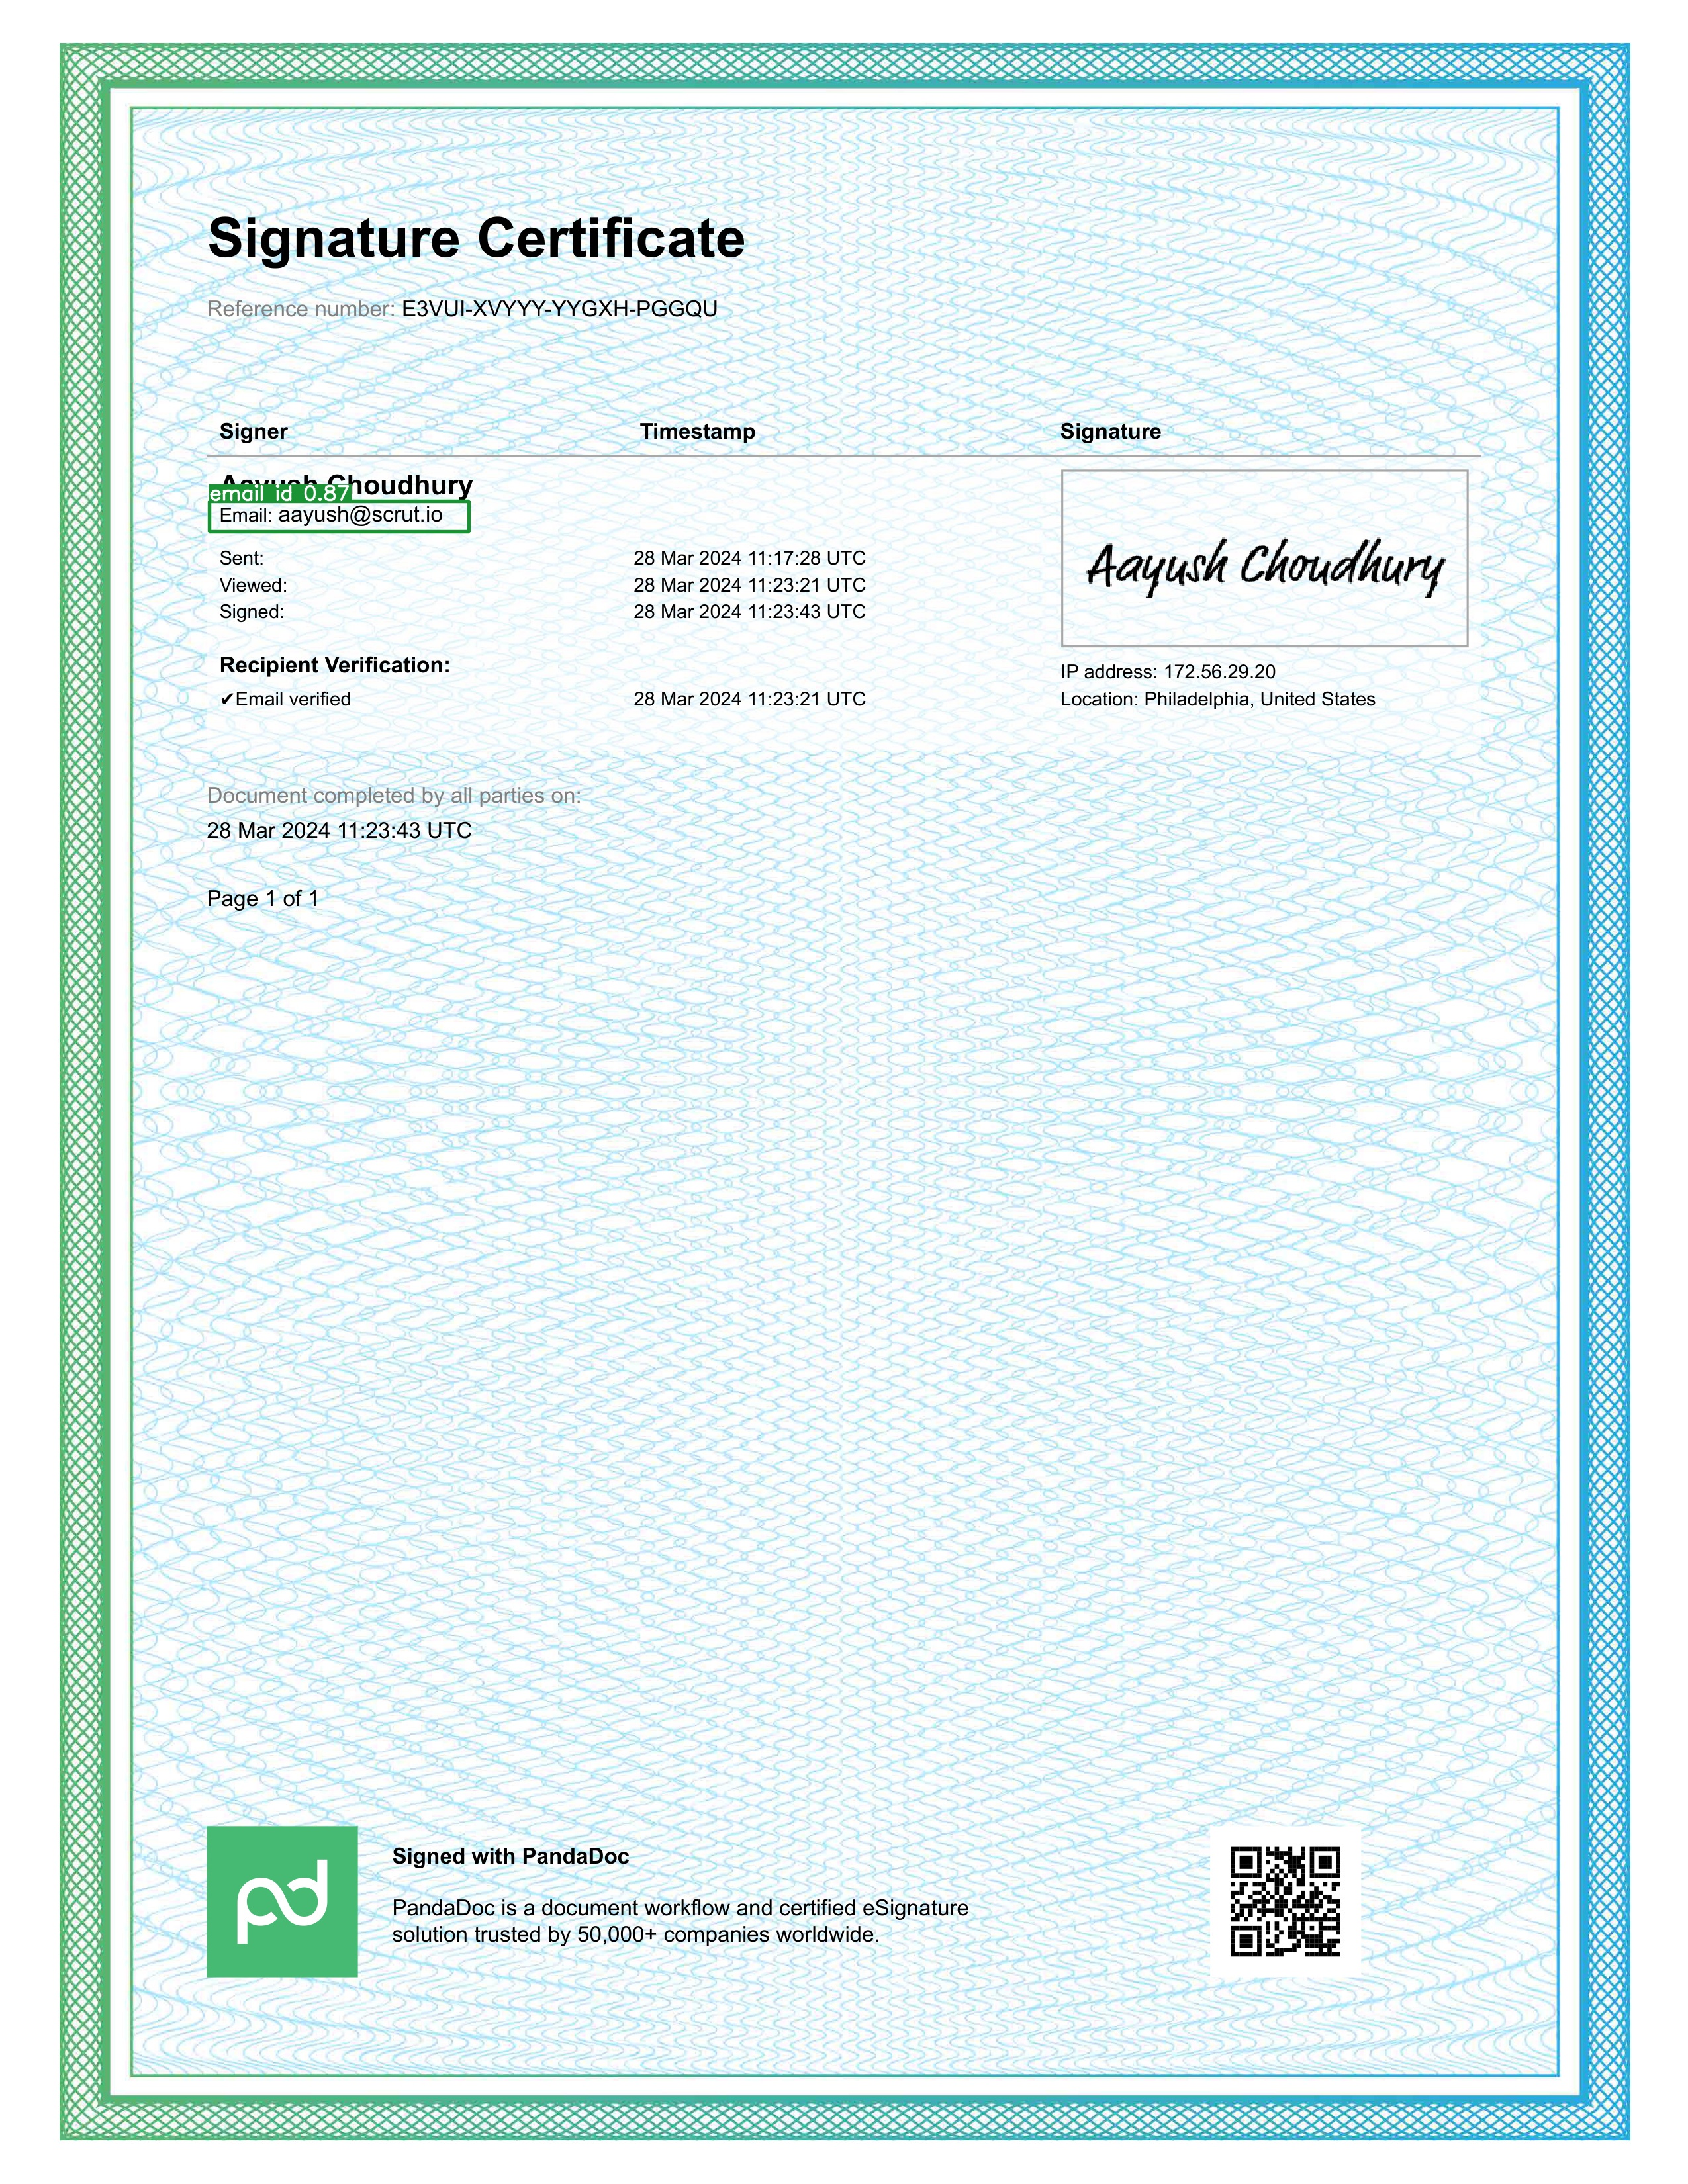 Signature Certificate
Reference number: E3VUI-XVYYY-YYGXH-PGGQU
Signer Timestamp Signature
Aayush Choudhury
email_id 0.87
Email: aayush@scrut.io
Aayush Choudhury
Sent: 28 Mar 2024 11:17:28 UTC
Viewed: 28 Mar 2024 11:23:21 UTC
Signed: 28 Mar 2024 11:23:43 UTC
Recipient Verification:
IP address: 172.56.29.20
✔Email verified 28 Mar 2024 11:23:21 UTC
Location: Philadelphia, United States
Document completed by all parties on:
28 Mar 2024 11:23:43 UTC
Page 1 of 1
pd
Signed with PandaDoc
PandaDoc is a document workflow and certified eSignature
solution trusted by 50,000+ companies worldwide.